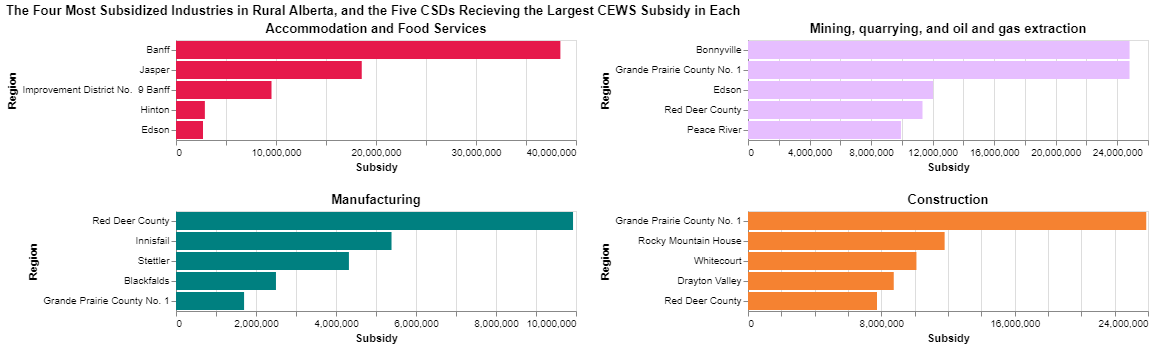 The Four Most Subsidized Industries in Rural Alberta, and the Five CSDs Recieving the Largest CEWS Subsidy in Each
Accommodation and Food Services
Region
Banff
Jasper
Improvement District No.  9 Banff
Hinton
Edson
0 10,000,000 20,000,000 30,000,000 40,000,000
Subsidy
Mining, quarrying, and oil and gas extraction
Region
Bonnyville
Grande Prairie County No. 1
Edson
Red Deer County
Peace River
0 4,000,000 8,000,000 12,000,000 16,000,000 20,000,000 24,000,000
Subsidy
Manufacturing
Region
Red Deer County
Innisfail
Stettler
Blackfalds
Grande Prairie County No. 1
0 2,000,000 4,000,000 6,000,000 8,000,000 10,000,000
Subsidy
Construction
Region
Grande Prairie County No. 1
Rocky Mountain House
Whitecourt
Drayton Valley
Red Deer County
0 8,000,000 16,000,000 24,000,000
Subsidy